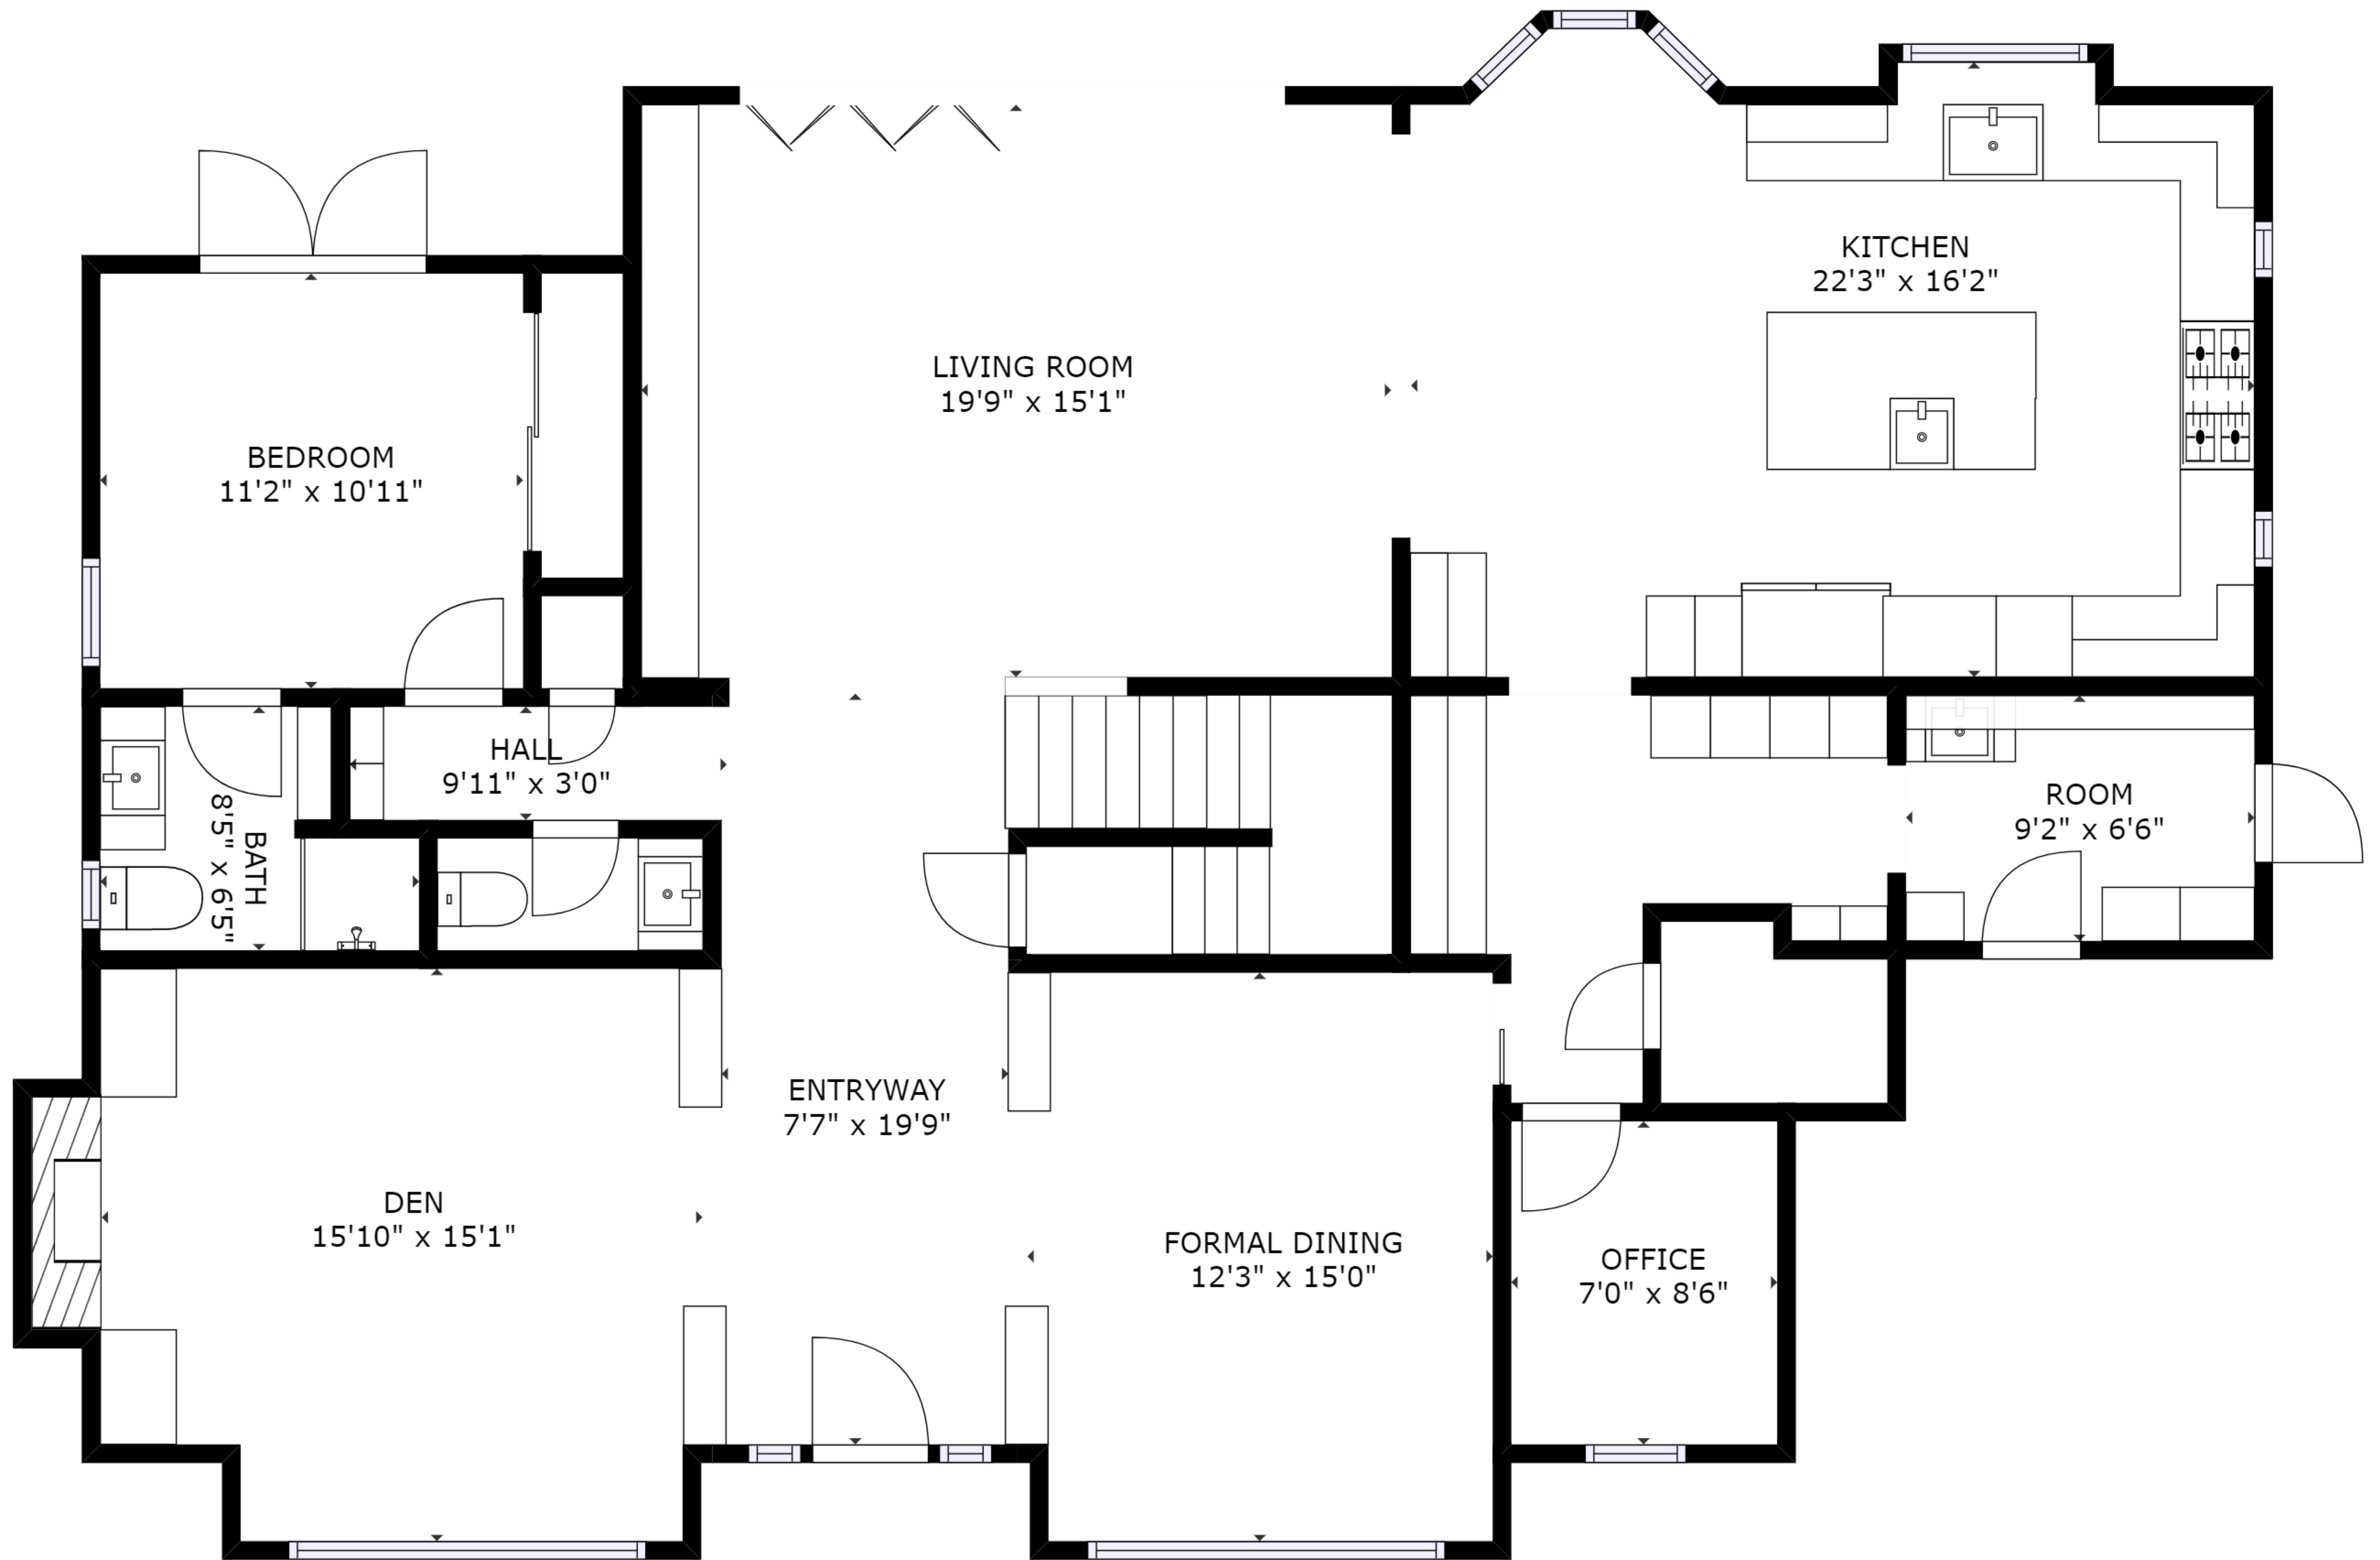 KITCHEN
22'3" x 16'2"
LIVING ROOM
19'9" x 15'1"
BEDROOM
11'2" x 10'11"
HALL
9'11" x 3'0"
ROOM
9'2" x 6'6"
BATH
8'5" x 6'5"
ENTRYWAY
7'7" x 19'9"
DEN
15'10" x 15'1"
FORMAL DINING
12'3" x 15'0"
OFFICE
7'0" x 8'6"